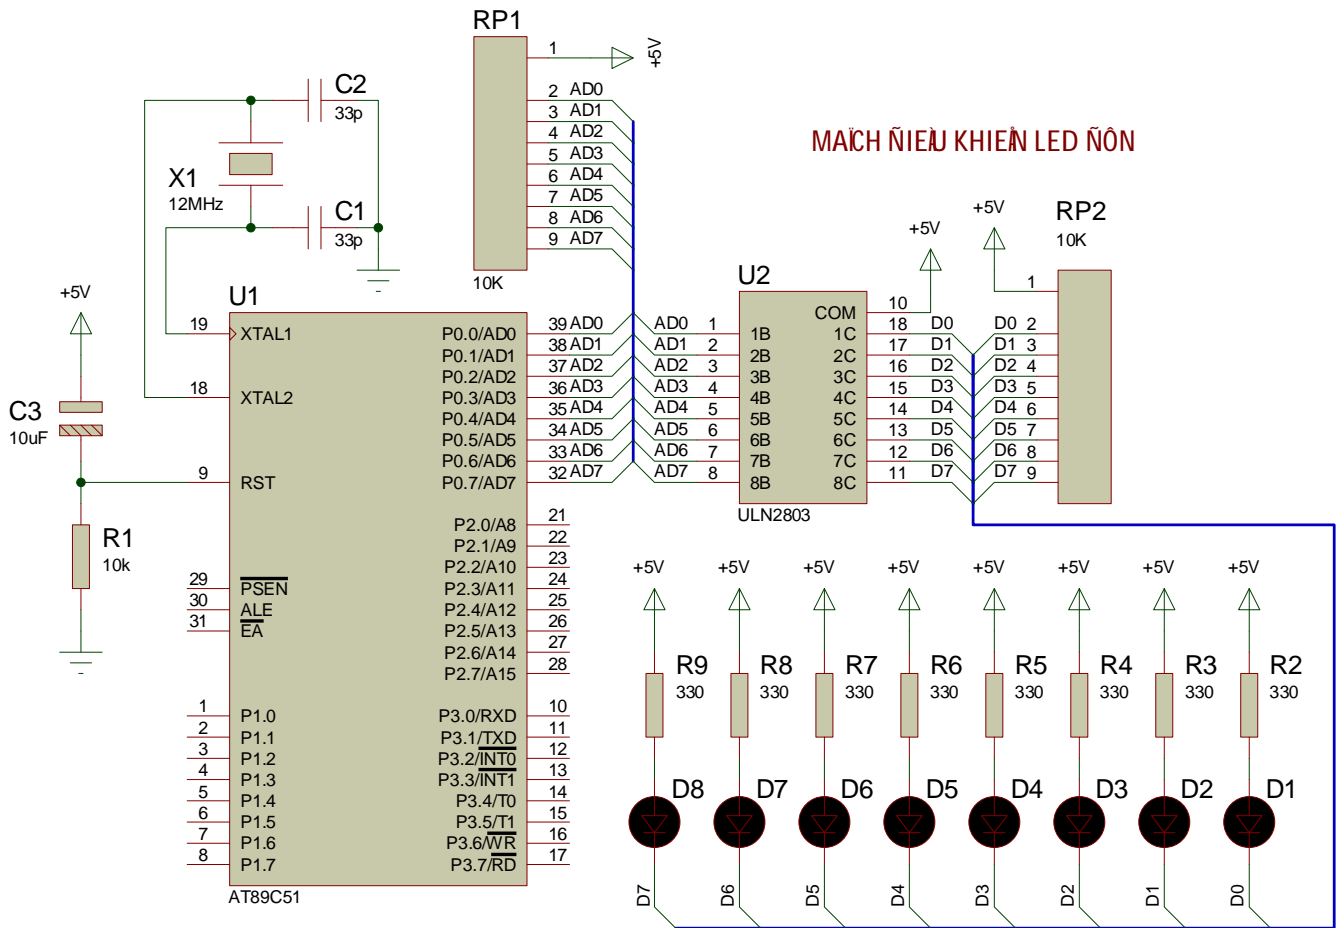 RP1
1
+5V
2 AD0
3 AD1
4 AD2
5 AD3
6 AD4
7 AD5
8 AD6
9 AD7
10K
C2
33p
X1
12MHz
C1
33p
MAÏCH ÑIEÀU KHIEÅN LED ÑÔN
+5V
C3
10uF
R1
10k
U1
19 XTAL1
18 XTAL2
9 RST
29 PSEN
30 ALE
31 EA
1 P1.0
2 P1.1
3 P1.2
4 P1.3
5 P1.4
6 P1.5
7 P1.6
8 P1.7
P0.0/AD0 39 AD0
P0.1/AD1 38 AD1
P0.2/AD2 37 AD2
P0.3/AD3 36 AD3
P0.4/AD4 35 AD4
P0.5/AD5 34 AD5
P0.6/AD6 33 AD6
P0.7/AD7 32 AD7
P2.0/A8 21
P2.1/A9 22
P2.2/A10 23
P2.3/A11 24
P2.4/A12 25
P2.5/A13 26
P2.6/A14 27
P2.7/A15 28
P3.0/RXD 10
P3.1/TXD 11
P3.2/INT0 12
P3.3/INT1 13
P3.4/T0 14
P3.5/T1 15
P3.6/WR 16
P3.7/RD 17
AT89C51
U2
+5V
COM 10
AD0 1 1B 1C 18 D0
AD1 2 2B 2C 17 D1
AD2 3 3B 3C 16 D2
AD3 4 4B 4C 15 D3
AD4 5 5B 5C 14 D4
AD5 6 6B 6C 13 D5
AD6 7 7B 7C 12 D6
AD7 8 8B 8C 11 D7
ULN2803
+5V
RP2
10K
1
D0 2
D1 3
D2 4
D3 5
D4 6
D5 7
D6 8
D7 9
+5V +5V +5V +5V +5V +5V +5V +5V
R9 R8 R7 R6 R5 R4 R3 R2
330 330 330 330 330 330 330 330
D8 D7 D6 D5 D4 D3 D2 D1
D7 D6 D5 D4 D3 D2 D1 D0